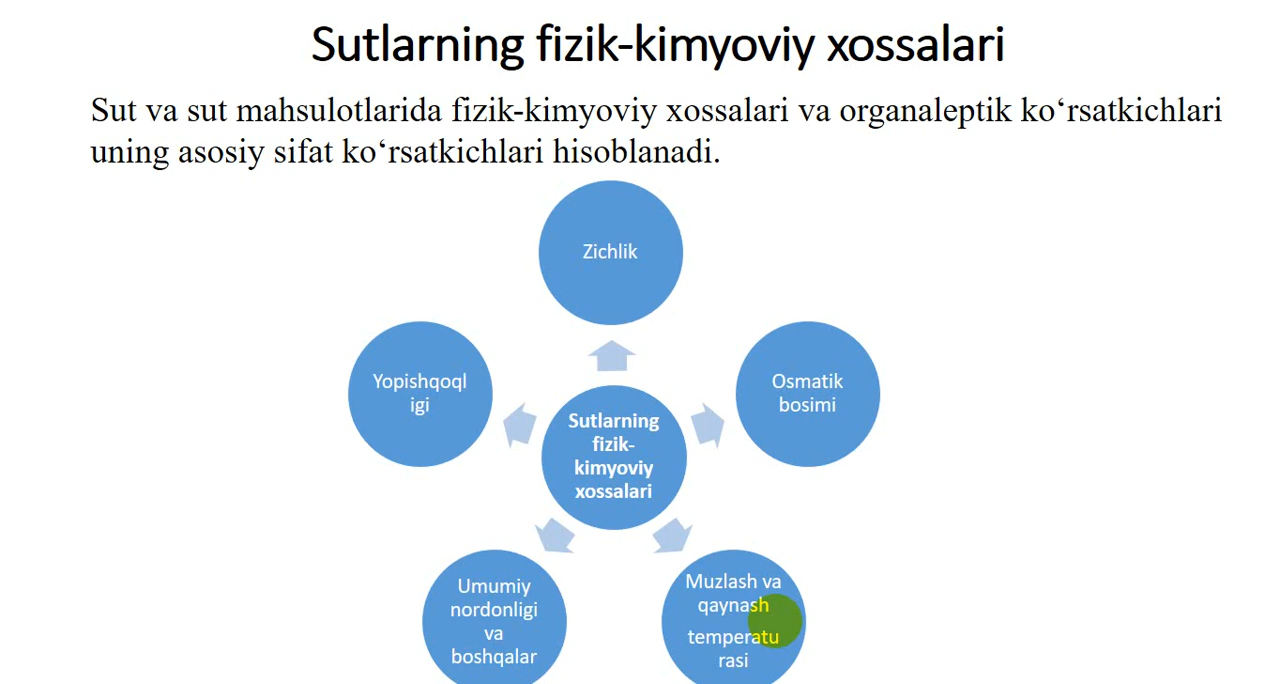 Sutlarning fizik-kimyoviy xossalari
Sut va sut mahsulotlarida fizik-kimyoviy xossalari va organaleptik ko‘rsatkichlari
uning asosiy sifat ko‘rsatkichlari hisoblanadi.
Zichlik
Yopishqoql
igi
Osmatik
bosimi
Sutlarning
fizik-
kimyoviy
xossalari
Umumiy
nordonligi
va
boshqalar
Muzlash va
qaynash
temperatu
rasi